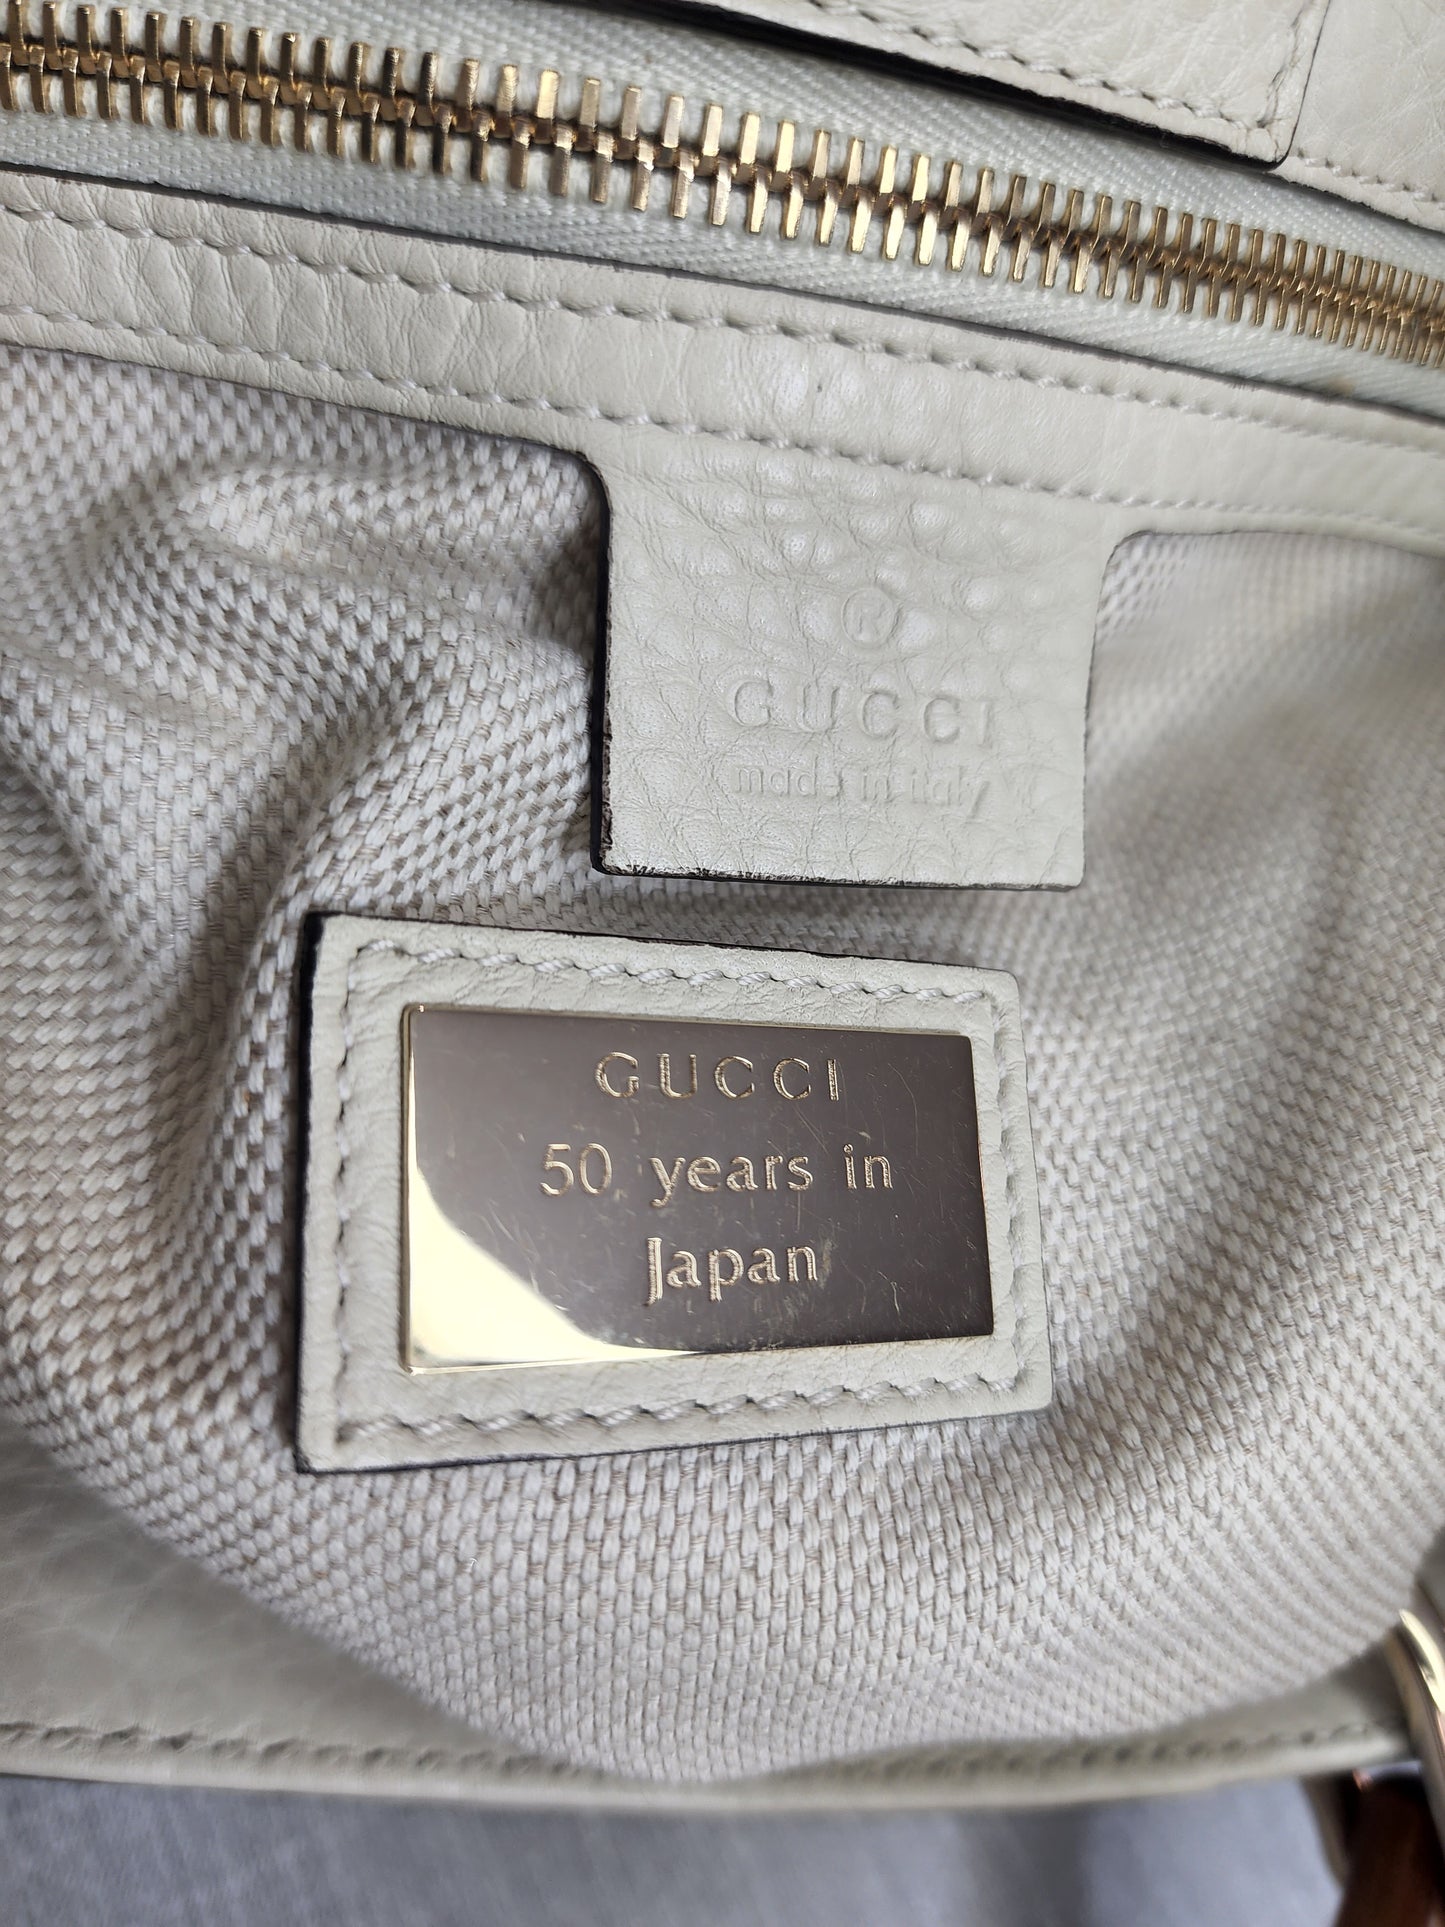 ®
GUCCI
made in italy
GUCCI
50 years in
Japan